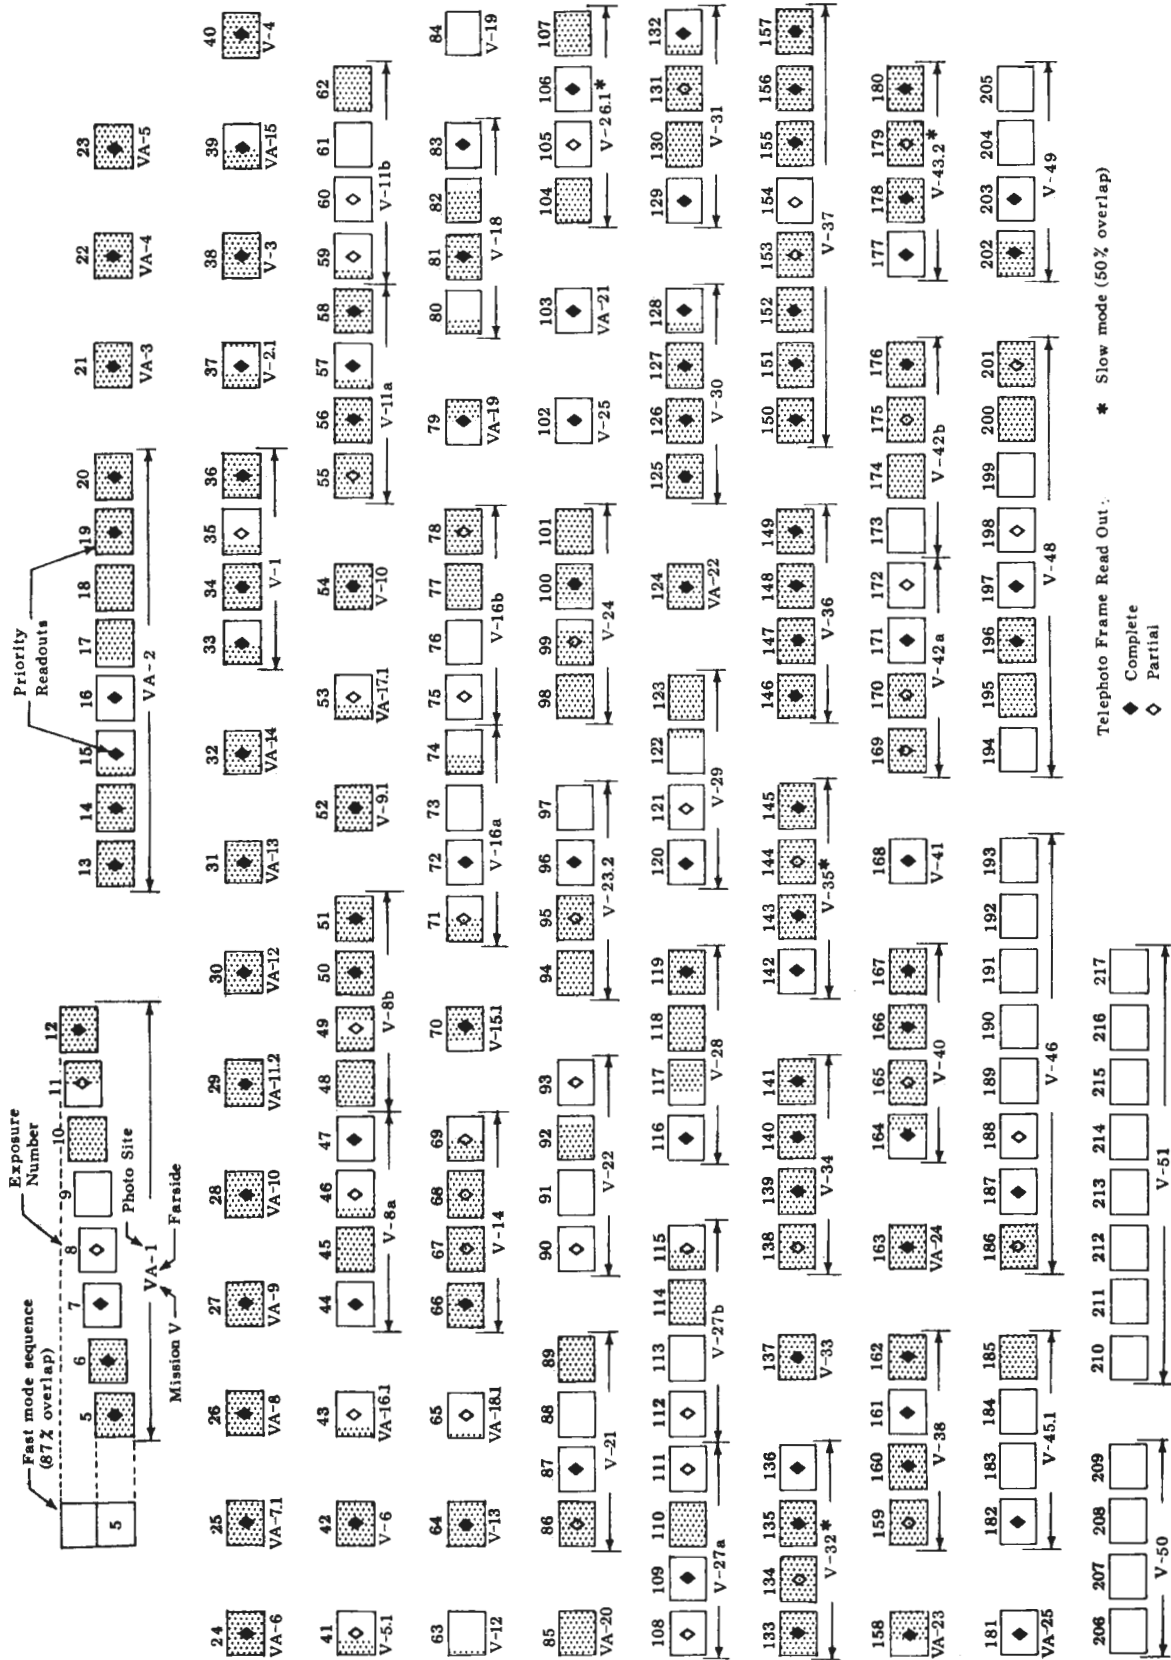 Fast mode sequence
(87% overlap)
Exposure
Number
Photo Site
Farside
Mission V
Priority
Readouts
5
5 6 7 8 9 10 11 12
VA-1
13 14 15 16 17 18 19 20
VA-2
21 22 23
VA-3 VA-4 VA-5
24 25 26 27 28 29 30 31 32 33 34 35 36 37 38 39 40
VA-6 VA-7.1 VA-8 VA-9 VA-10 VA-11.2 VA-12 VA-13 VA-14 V-1 V-2.1 V-3 VA-15 V-4
41 42 43 44 45 46 47 48 49 50 51 52 53 54 55 56 57 58 59 60 61 62
V-5.1 V-6 VA-16.1 V-8a V-8b V-9.1 VA-17.1 V-10 V-11a V-11b
63 64 65 66 67 68 69 70 71 72 73 74 75 76 77 78 79 80 81 82 83 84
V-12 V-13 VA-18.1 V-14 V-15.1 V-16a V-16b VA-19 V-18 V-19
85 86 87 88 89 90 91 92 93 94 95 96 97 98 99 100 101 102 103 104 105 106 107
VA-20 V-21 V-22 V-23.2 V-24 V-25 VA-21 V-26.1*
108 109 110 111 112 113 114 115 116 117 118 119 120 121 122 123 124 125 126 127 128 129 130 131 132
V-27a V-27b V-28 V-29 VA-22 V-30 V-31
133 134 135 136 137 138 139 140 141 142 143 144 145 146 147 148 149 150 151 152 153 154 155 156 157
V-32* V-33 V-34 V-35* V-36 V-37
158 159 160 161 162 163 164 165 166 167 168 169 170 171 172 173 174 175 176 177 178 179 180
VA-23 V-38 VA-24 V-40 V-41 V-42a V-42b V-43.2*
181 182 183 184 185 186 187 188 189 190 191 192 193 194 195 196 197 198 199 200 201 202 203 204 205
VA-25 V-45.1 V-46 V-48 V-49
206 207 208 209 210 211 212 213 214 215 216 217
V-50 V-51
Telephoto Frame Read Out:
Complete
Partial
* Slow mode (50% overlap)